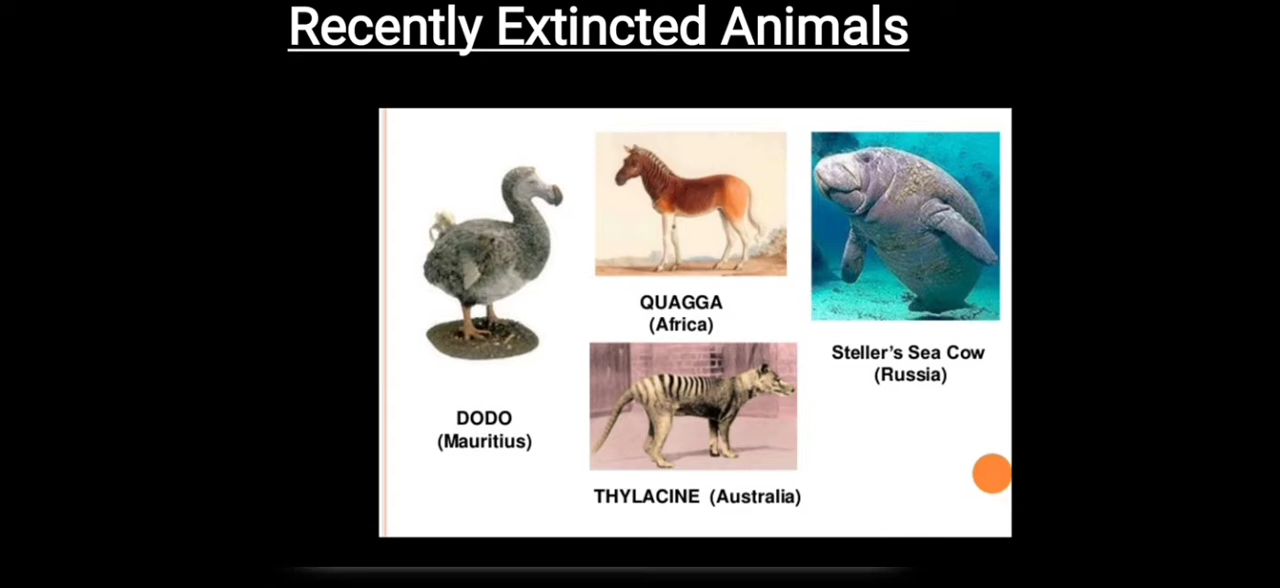 Recently Extincted Animals
DODO
(Mauritius)
QUAGGA
(Africa)
THYLACINE (Australia)
Steller's Sea Cow
(Russia)